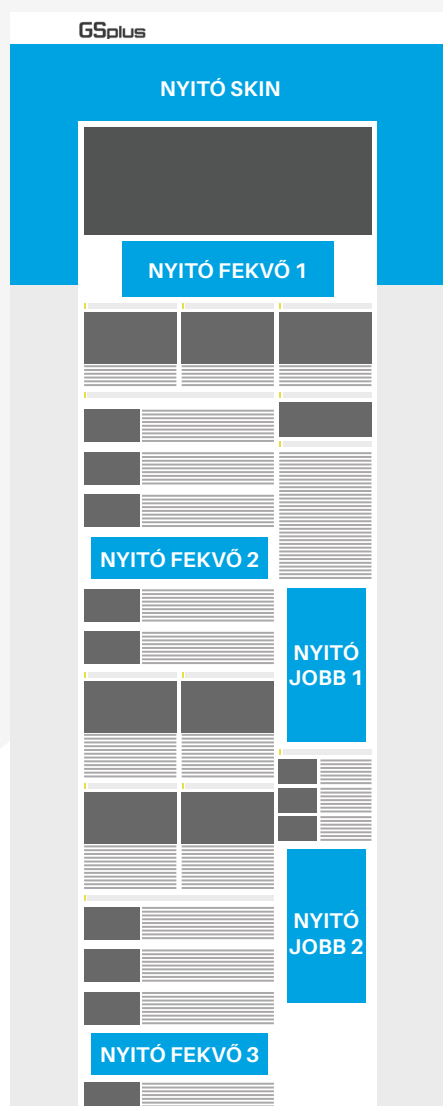 GSplus
NYITÓ SKIN
NYITÓ FEKVŐ 1
NYITÓ FEKVŐ 2
NYITÓ
JOBB 1
NYITÓ
JOBB 2
NYITÓ FEKVŐ 3